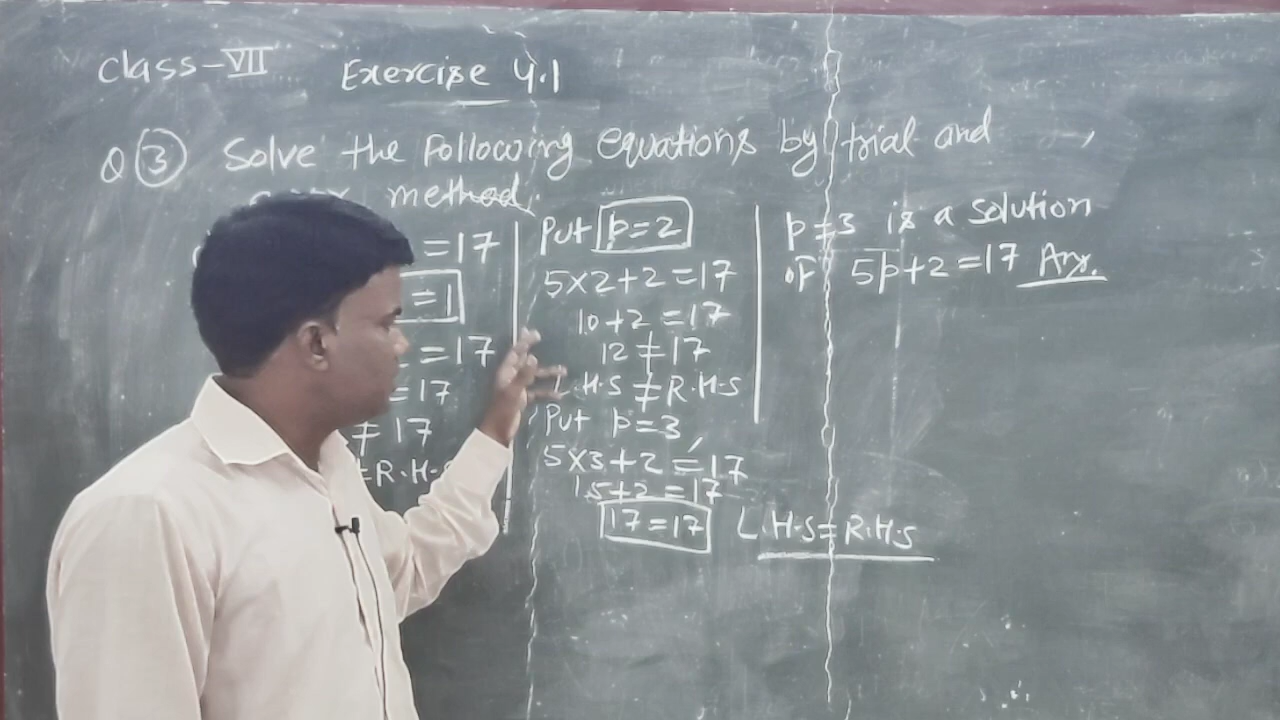 Class-VII Exercise 4.1
Q ③ Solve the following equations by trial and
method.
=17
=1
=17
=17
≠ 17
≠R.H.S
Put p=2
5×2+2=17
10+2=17
12 ≠17
L.H.S ≠ R.H.S
Put p=3
5×3+2=17
15+2=17
17=17 L.H.S=R.H.S
p=3 is a solution
of 5p+2=17 Ans.